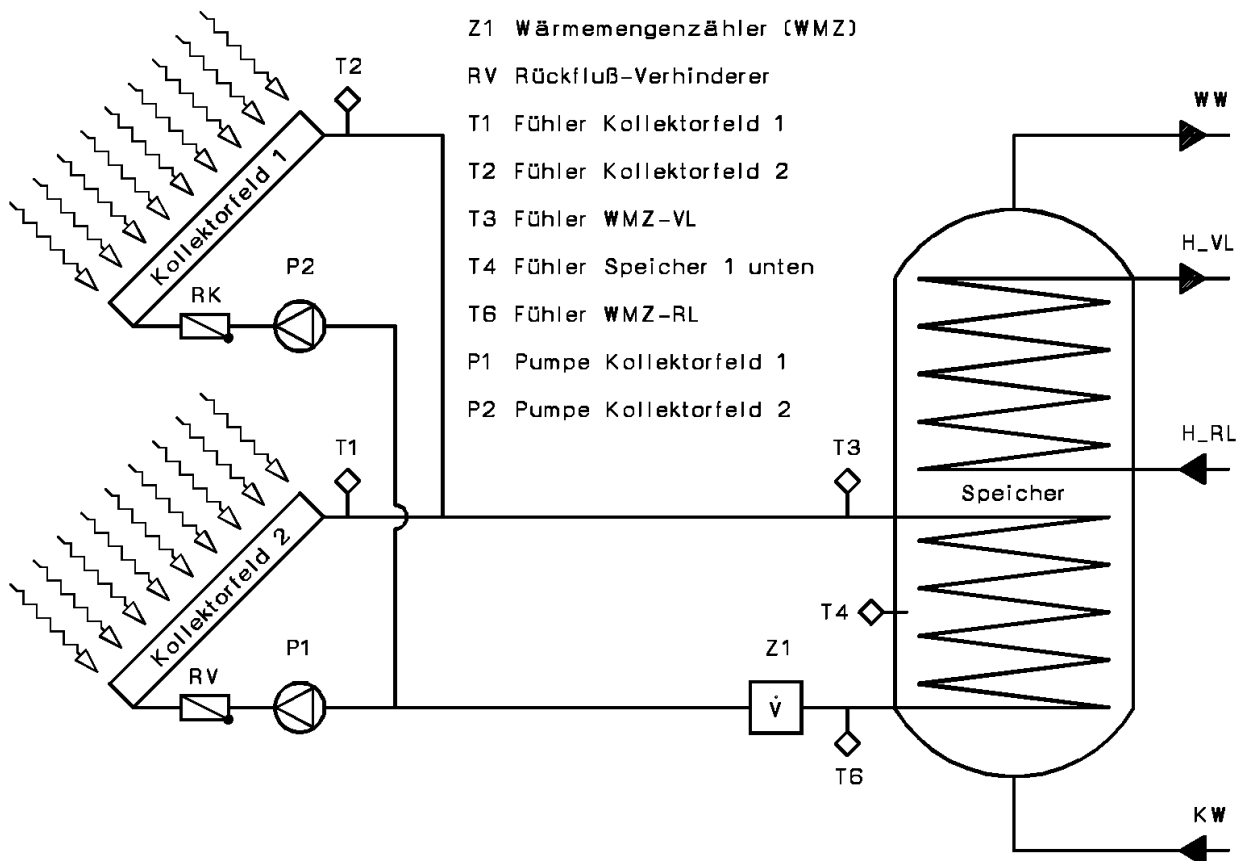 Z1 Wärmemengenzähler (WMZ)
RV Rückfluß-Verhinderer
T1 Fühler Kollektorfeld 1
T2 Fühler Kollektorfeld 2
T3 Fühler WMZ-VL
T4 Fühler Speicher 1 unten
T6 Fühler WMZ-RL
P1 Pumpe Kollektorfeld 1
P2 Pumpe Kollektorfeld 2
T2
Kollektorfeld 1
RK
P2
T1
Kollektorfeld 2
RV
P1
T3
T4
Z1
V̇
T6
Speicher
WW
H_VL
H_RL
KW